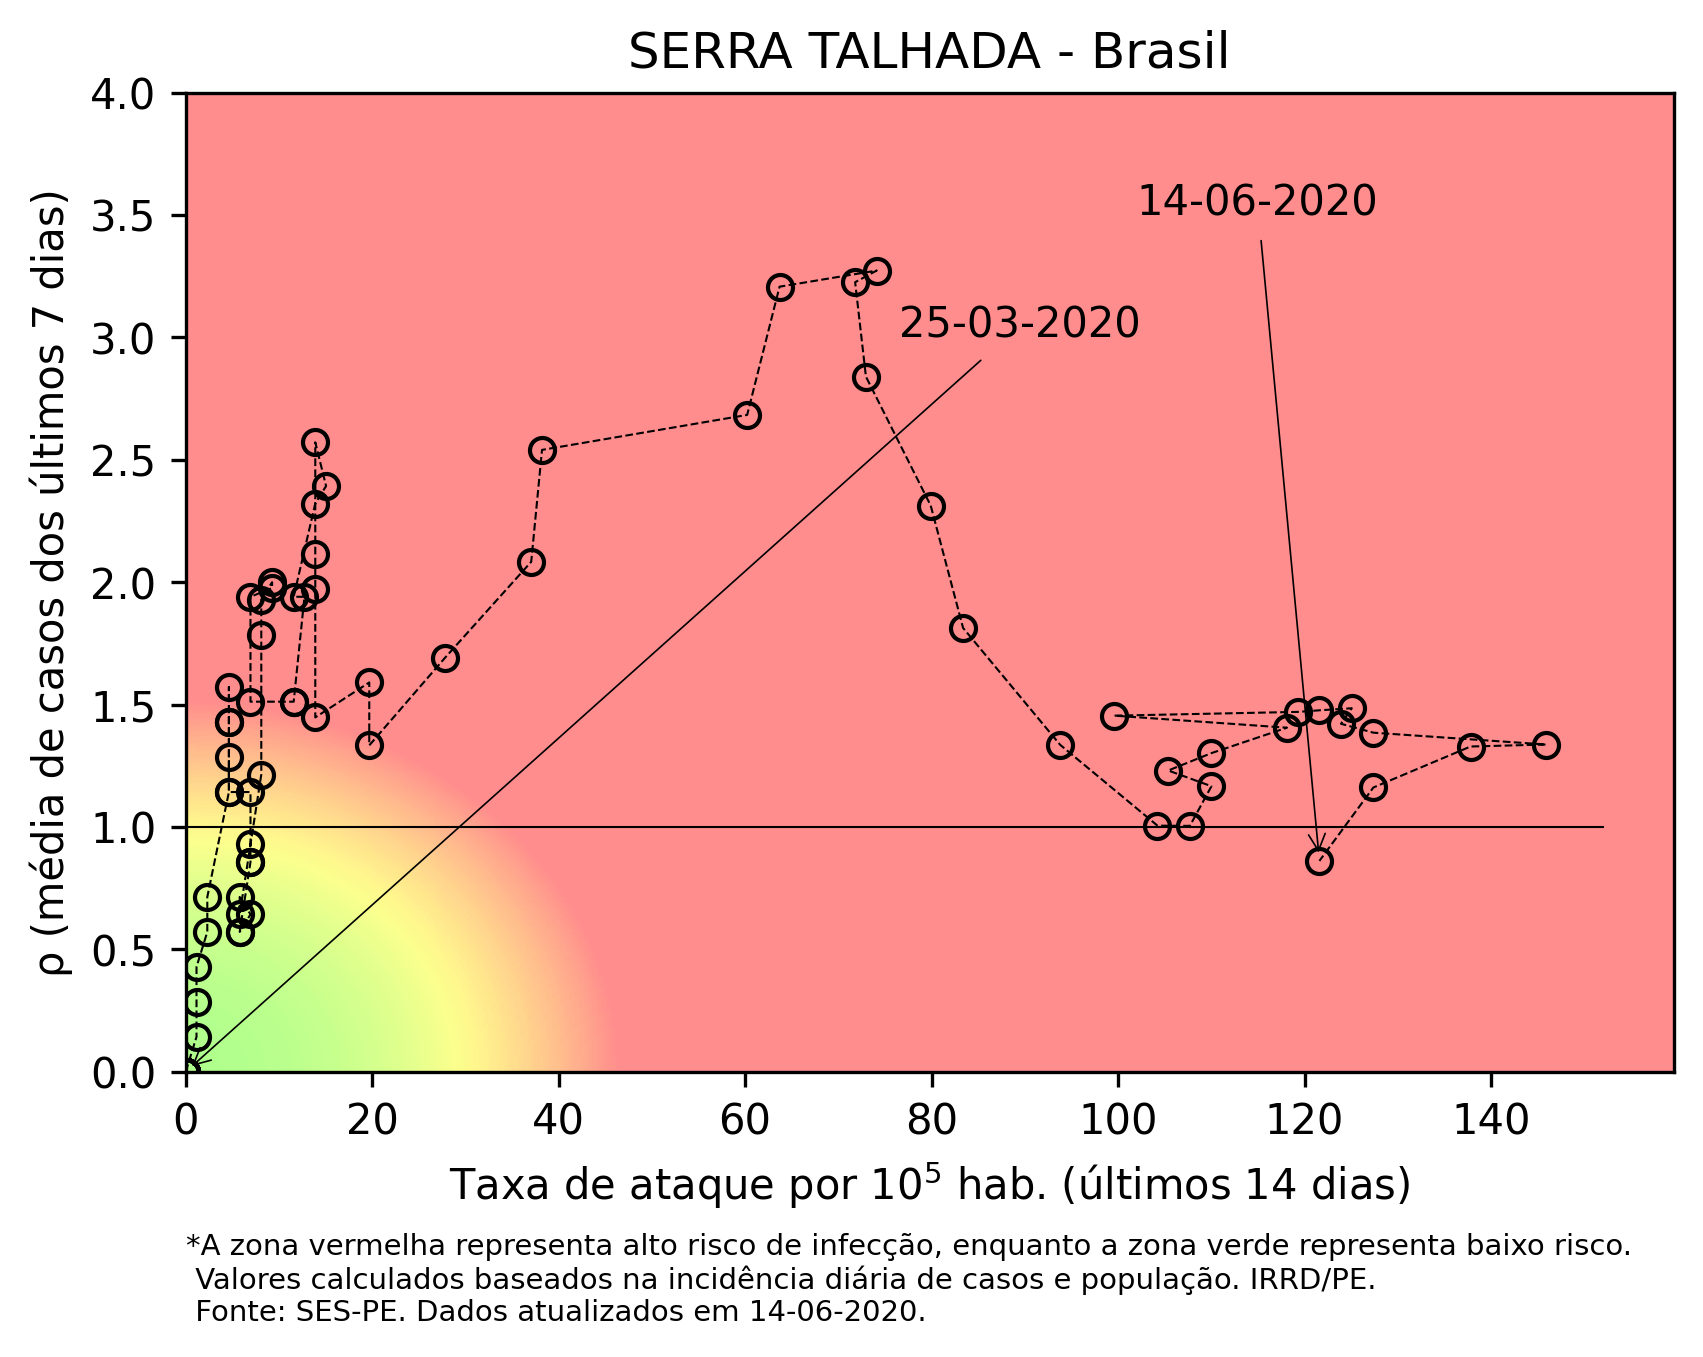 SERRA TALHADA - Brasil
4.0
3.5
3.0
2.5
2.0
1.5
1.0
0.5
0.0
ρ (média de casos dos últimos 7 dias)
14-06-2020
25-03-2020
0 20 40 60 80 100 120 140
Taxa de ataque por 10⁵ hab. (últimos 14 dias)
*A zona vermelha representa alto risco de infecção, enquanto a zona verde representa baixo risco.
Valores calculados baseados na incidência diária de casos e população. IRRD/PE.
Fonte: SES-PE. Dados atualizados em 14-06-2020.